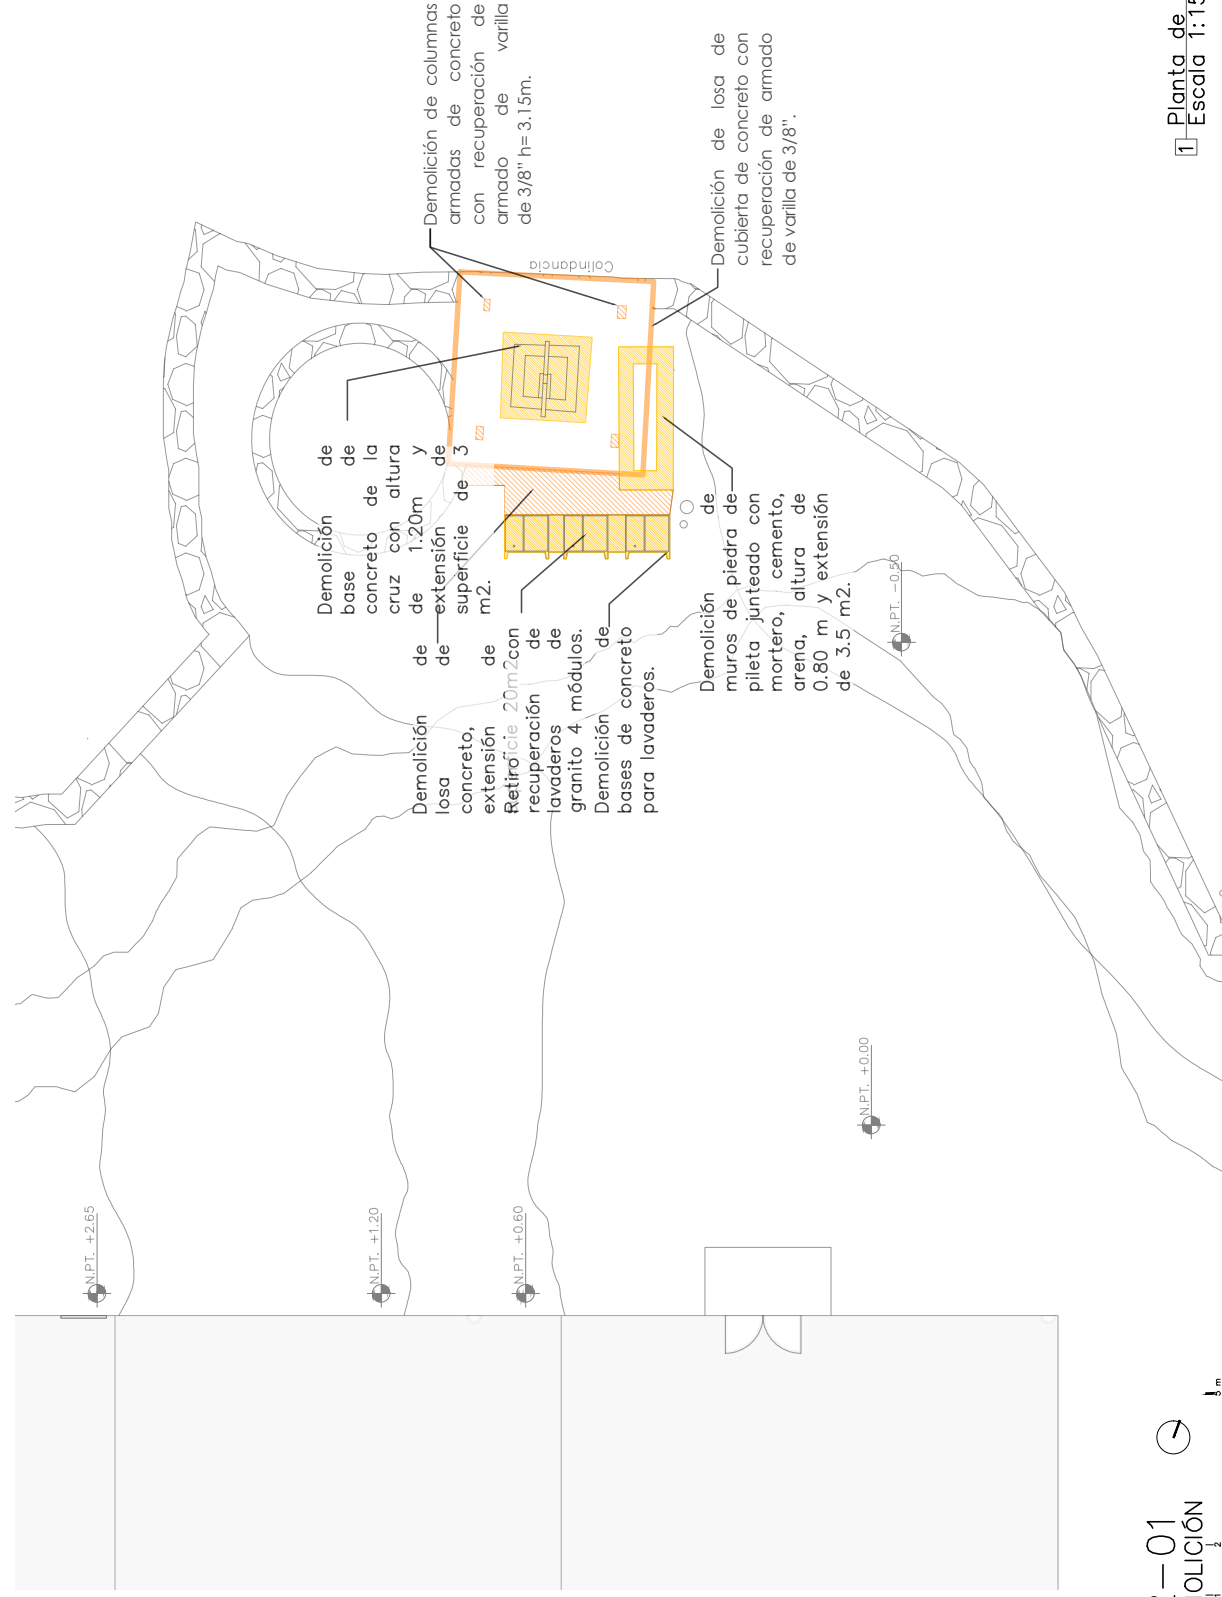 Demolición de columnas
armadas de concreto
con recuperación de
armado de varilla
de 3/8" h= 3.15m.
Demolición de losa de
cubierta de concreto con
recuperación de armado
de varilla de 3/8".
Colindancia
Demolición de
base de
concreto de la
cruz con altura
de 1.20m y
extensión de
superficie de 3
m2.
Demolición de
losa de
concreto,
extensión de
20m2
Retiro con
recuperación de
lavaderos de
granito 4 módulos.
Demolición de
bases de concreto
para lavaderos.
Demolición de
muros de piedra de
pileta junteado con
mortero, cemento,
arena, altura de
0.80 m y extensión
de 3.5 m2.
N.PT. -0.50
N.PT. +0.00
N.PT. +0.60
N.PT. +1.20
N.PT. +2.65
1 Planta de
Escala 1:15
-01
OLICIÓN
1 2
5 m